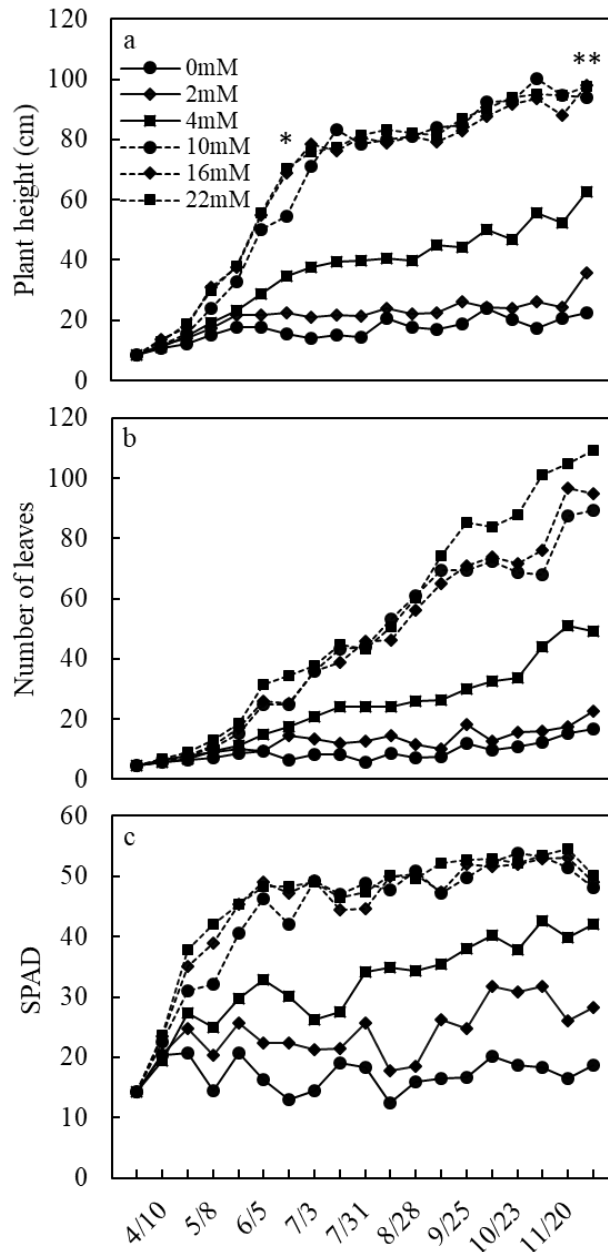 a
120
100
80
60
40
20
0
Plant height (cm)
0mM
2mM
4mM
10mM
16mM
22mM
*
**
b
120
100
80
60
40
20
0
Number of leaves
c
60
50
40
30
20
10
0
SPAD
4/10
5/8
6/5
7/3
7/31
8/28
9/25
10/23
11/20